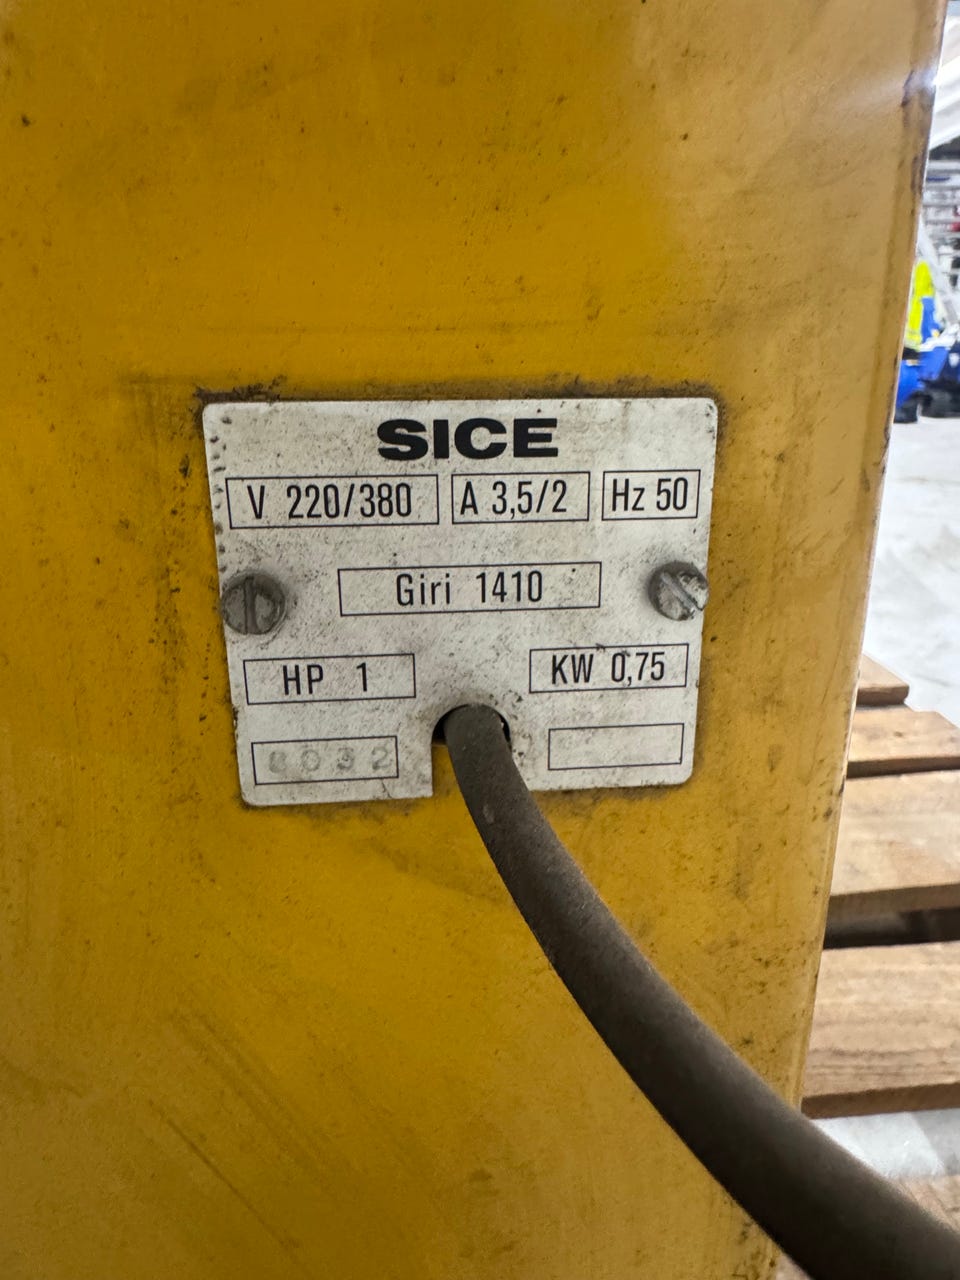 SICE
V 220/380 A 3,5/2 Hz 50
Giri 1410
HP 1 KW 0,75